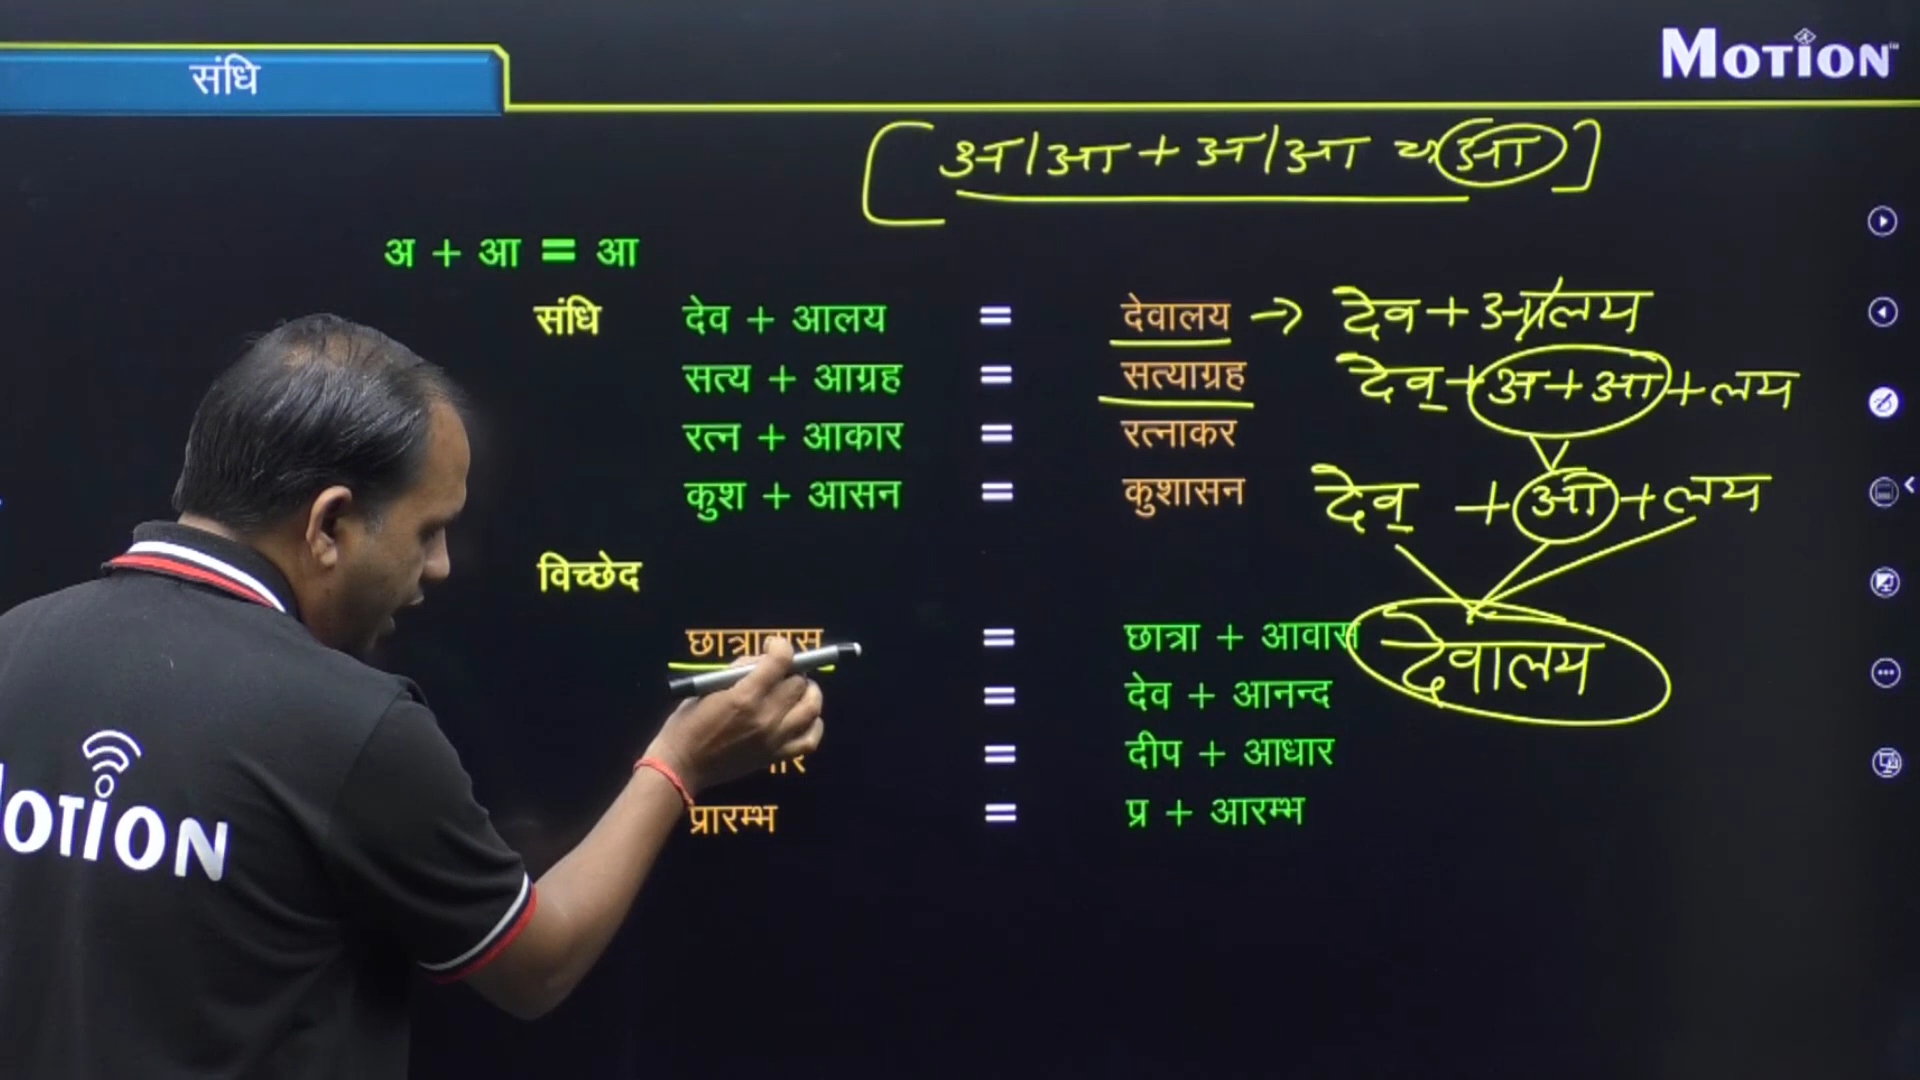 संधि
MOTION
[अ/आ + अ/आ = आ]
अ + आ = आ
संधि देव + आलय = देवालय → देव + आलय
सत्य + आग्रह = सत्याग्रह देव् + अ + आ + लय
रत्न + आकार = रत्नाकर
कुश + आसन = कुशासन देव् + आ + लय
विच्छेद
छात्रावास = छात्रा + आवास देवालय
= देव + आनन्द
= दीप + आधार
प्रारम्भ = प्र + आरम्भ
MOTION